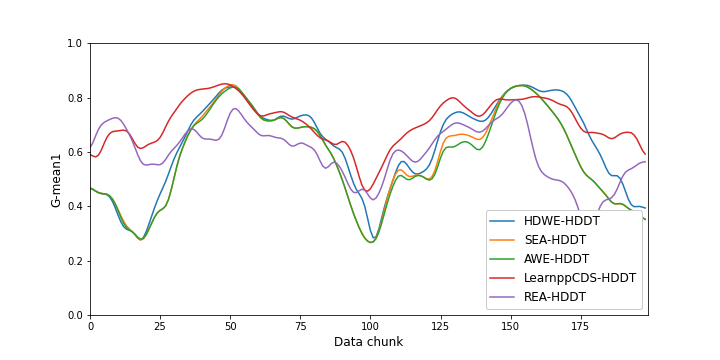 1.0
0.8
0.6
0.4
0.2
0.0
G-mean1
0
25
50
75
100
125
150
175
Data chunk
HDWE-HDDT
SEA-HDDT
AWE-HDDT
LearnppCDS-HDDT
REA-HDDT